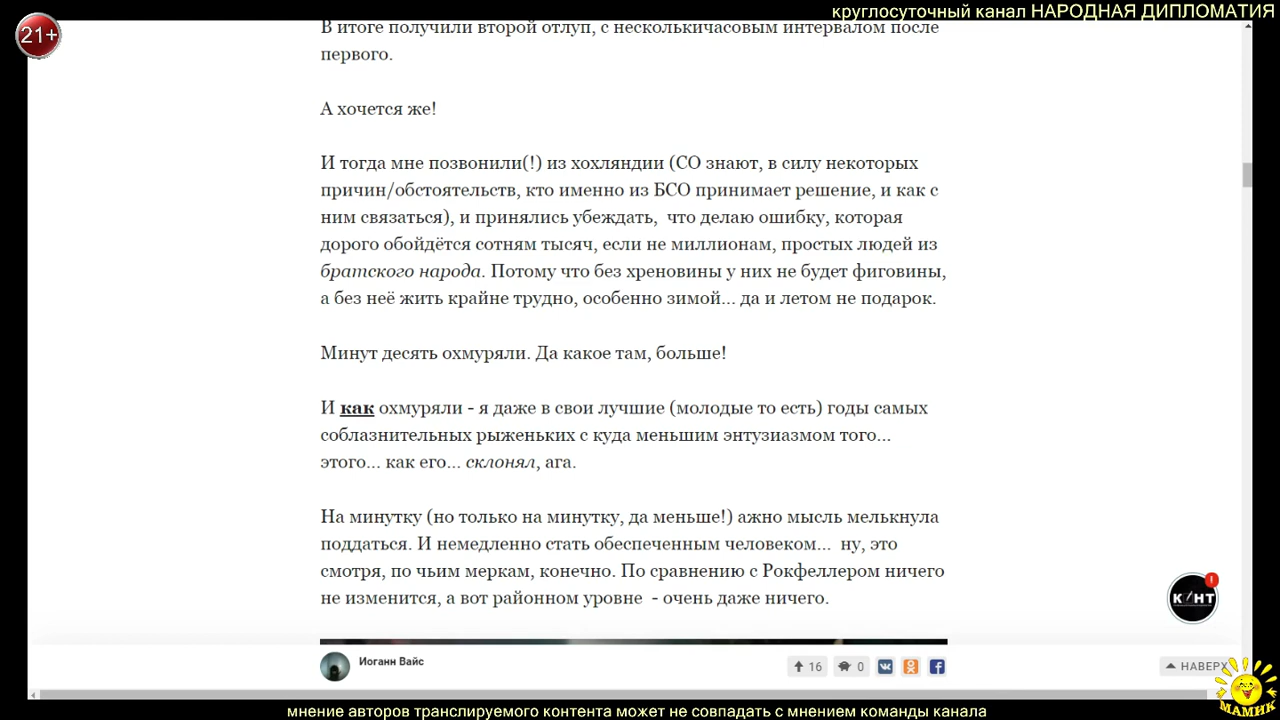 круглосуточный канал НАРОДНАЯ ДИПЛОМАТИЯ
21+
В итоге получили второй отлуп, с несколькичасовым интервалом после
первого.
А хочется же!
И тогда мне позвонили(!) из хохляндии (СО знают, в силу некоторых
причин/обстоятельств, кто именно из БСО принимает решение, и как с
ним связаться), и принялись убеждать,  что делаю ошибку, которая
дорого обойдётся сотням тысяч, если не миллионам, простых людей из
братского народа. Потому что без хреновины у них не будет фиговины,
а без неё жить крайне трудно, особенно зимой... да и летом не подарок.
Минут десять охмуряли. Да какое там, больше!
И как охмуряли - я даже в свои лучшие (молодые то есть) годы самых
соблазнительных рыженьких с куда меньшим энтузиазмом того...
этого... как его... склонял, ага.
На минутку (но только на минутку, да меньше!) ажно мысль мелькнула
поддаться. И немедленно стать обеспеченным человеком...  ну, это
смотря, по чьим меркам, конечно. По сравнению с Рокфеллером ничего
не изменится, а вот районном уровне  - очень даже ничего.
К/НТ
Иоганн Вайс
16
0
НАВЕРХ
МАМИК
мнение авторов транслируемого контента может не совпадать с мнением команды канала